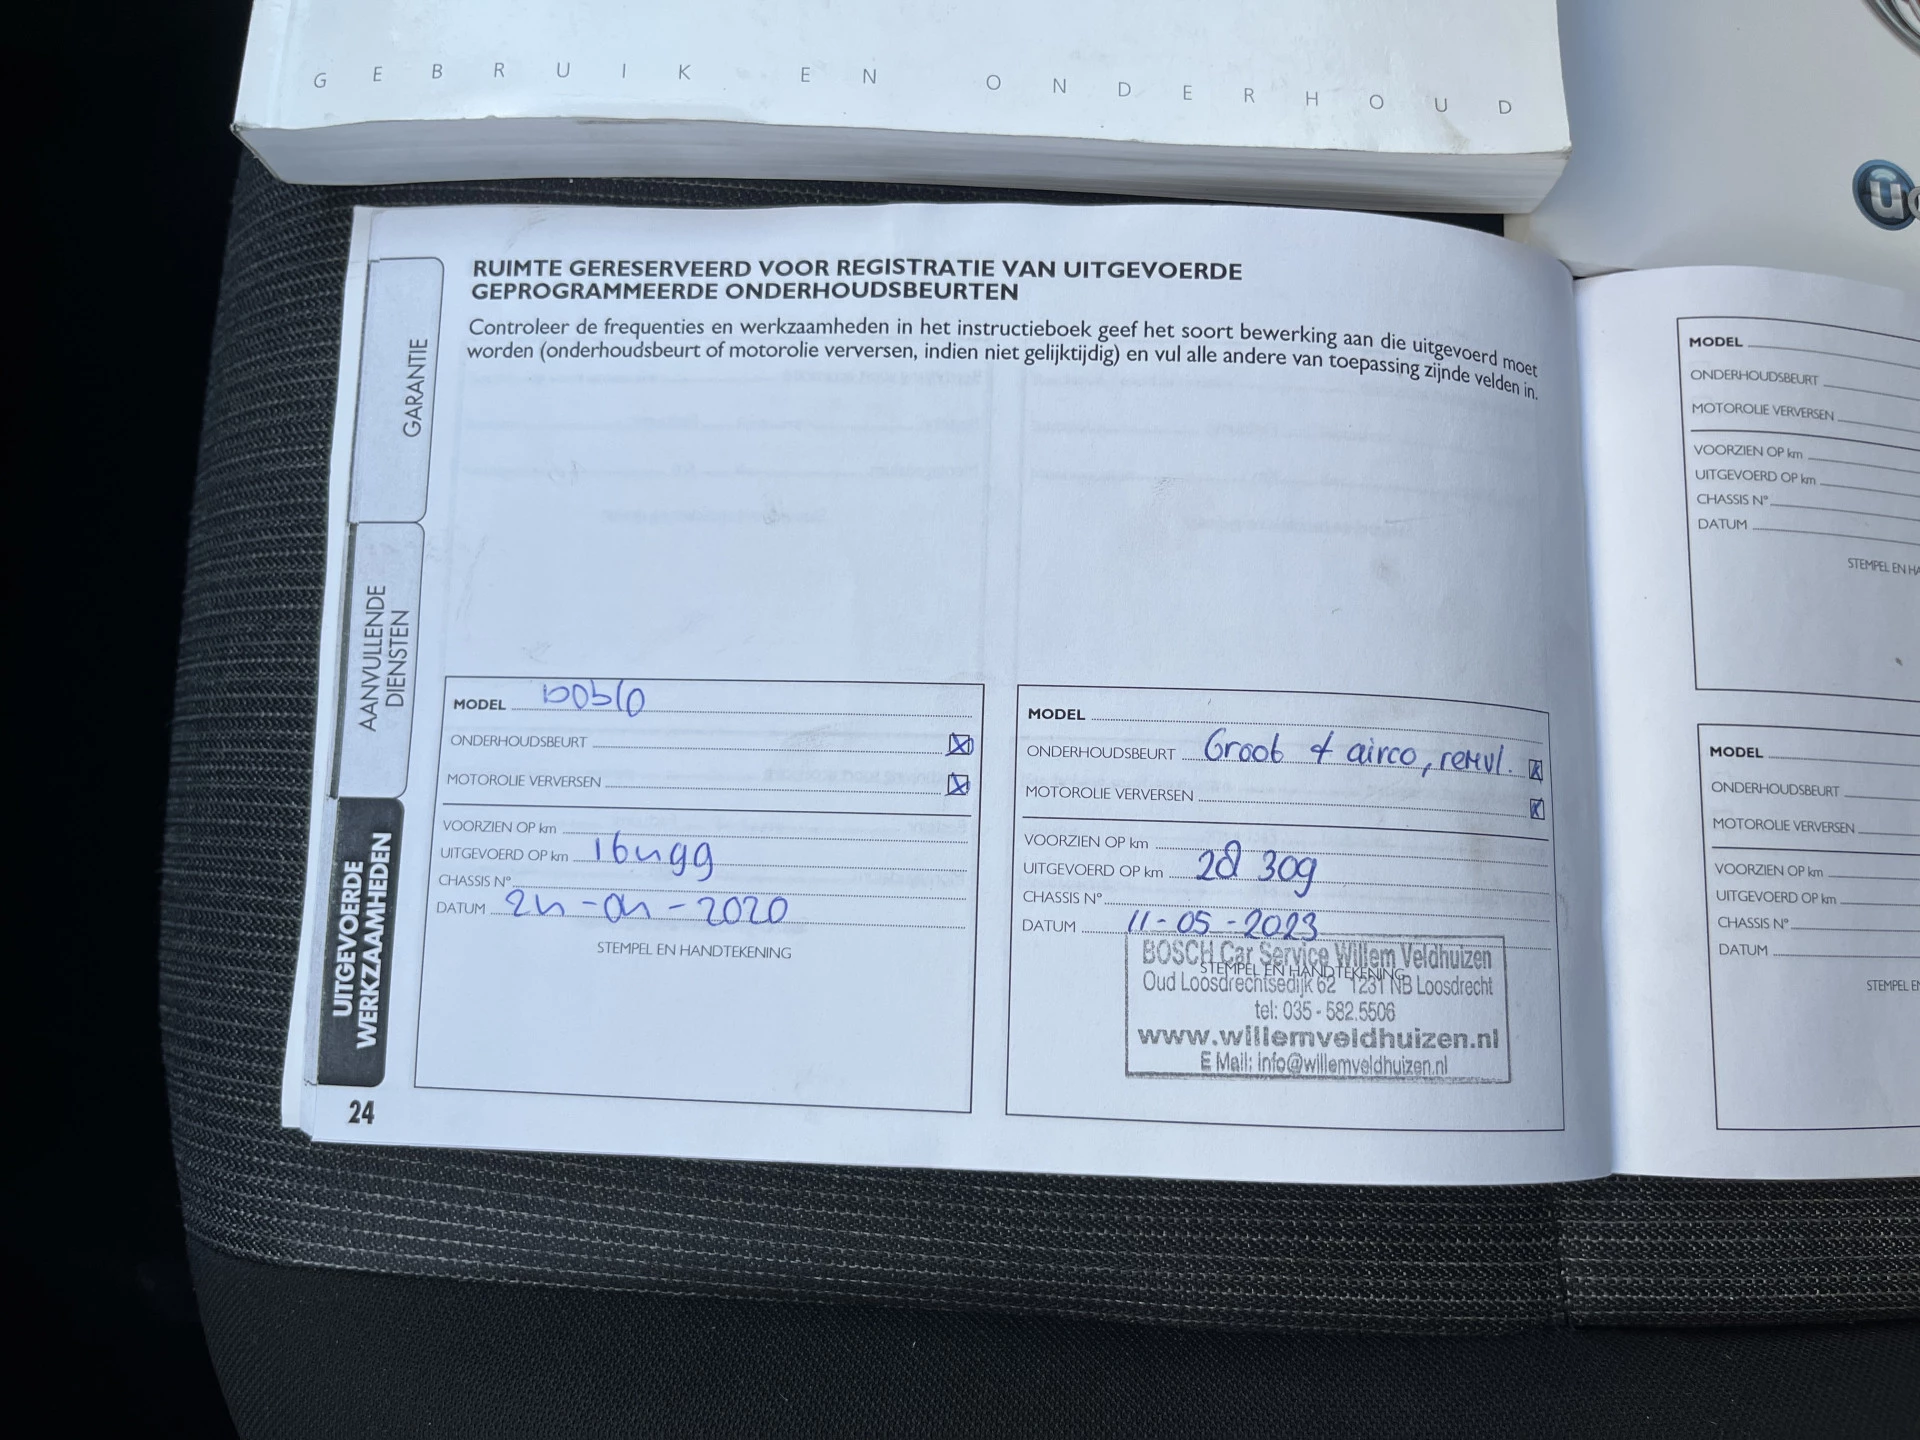 GEBRUIK EN ONDERHOUD
RUIMTE GERESERVEERD VOOR REGISTRATIE VAN UITGEVOERDE
GEPROGRAMMEERDE ONDERHOUDSBEURTEN
Controleer de frequenties en werkzaamheden in het instructieboek geef het soort bewerking aan die uitgevoerd moet
worden (onderhoudsbeurt of motorolie verversen, indien niet gelijktijdig) en vul alle andere van toepassing zijnde velden in.
GARANTIE
AANVULLENDE
DIENSTEN
UITGEVOERDE
WERKZAAMHEDEN
MODEL Doblo
ONDERHOUDSBEURT
MOTOROLIE VERVERSEN
VOORZIEN OP km
UITGEVOERD OP km 16499
CHASSIS N°
DATUM 24-04-2020
STEMPEL EN HANDTEKENING
MODEL
ONDERHOUDSBEURT Groot + airco, remvl.
MOTOROLIE VERVERSEN
VOORZIEN OP km
UITGEVOERD OP km 28 309
CHASSIS N°
DATUM 11-05-2023
STEMPEL EN HANDTEKENING
BOSCH Car Service Willem Veldhuizen
Oud Loosdrechtsedijk 62 1231 NB Loosdrecht
tel: 035 - 582.5506
www.willemveldhuizen.nl
E Mail: info@willemveldhuizen.nl
24
MODEL
ONDERHOUDSBEURT
MOTOROLIE VERVERSEN
VOORZIEN OP km
UITGEVOERD OP km
CHASSIS N°
DATUM
STEMPEL EN
MODEL
ONDERHOUDSBEURT
MOTOROLIE VERVERSEN
VOORZIEN OP km
UITGEVOERD OP km
CHASSIS N°
DATUM
STEMPEL